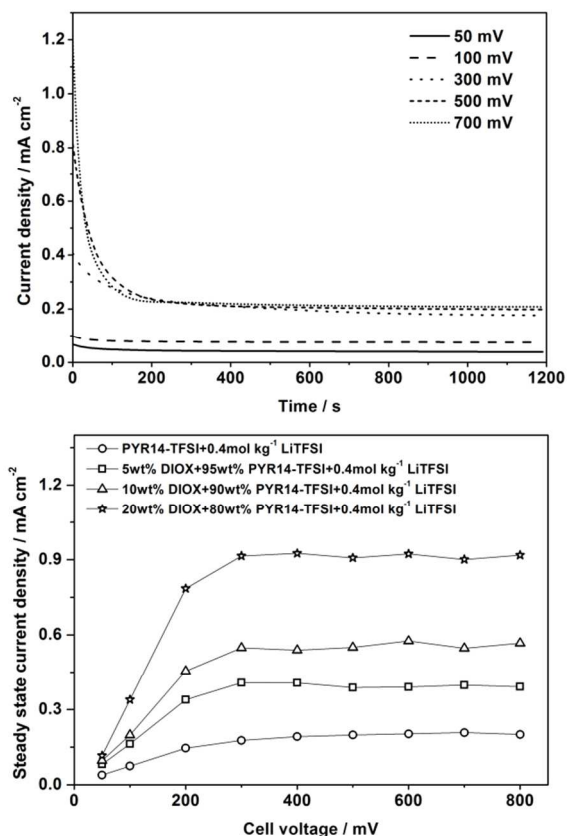 1.2
1.0
0.8
0.6
0.4
0.2
0.0
Current density / mA cm⁻²
50 mV
100 mV
300 mV
500 mV
700 mV
0 200 400 600 800 1000 1200
Time / s
PYR14-TFSI+0.4mol kg⁻¹ LiTFSI
5wt% DIOX+95wt% PYR14-TFSI+0.4mol kg⁻¹ LiTFSI
10wt% DIOX+90wt% PYR14-TFSI+0.4mol kg⁻¹ LiTFSI
20wt% DIOX+80wt% PYR14-TFSI+0.4mol kg⁻¹ LiTFSI
0.9
0.6
0.3
0.0
Steady state current density / mA cm⁻²
0 200 400 600 800
Cell voltage / mV